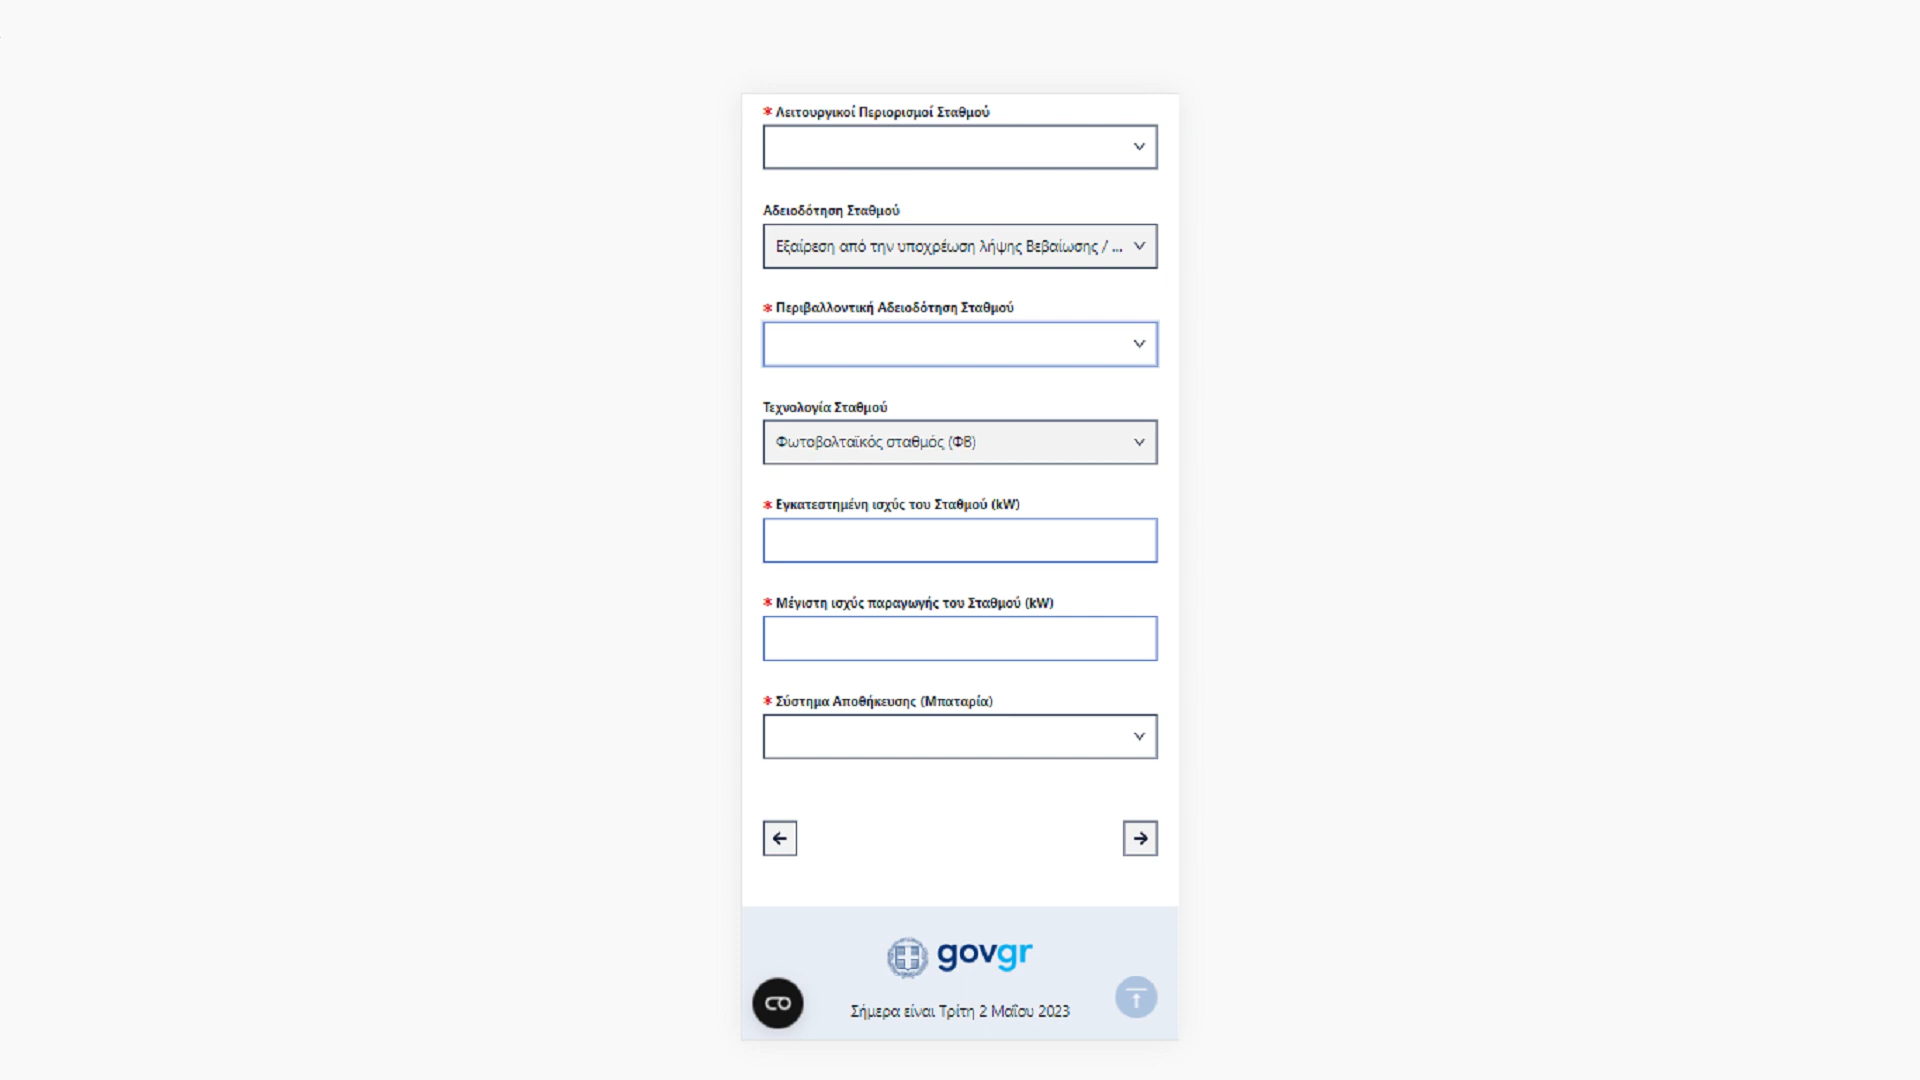 * Λειτουργικοί Περιορισμοί Σταθμού
Αδειοδότηση Σταθμού
Εξαίρεση από την υποχρέωση λήψης Βεβαίωσης / ...
* Περιβαλλοντική Αδειοδότηση Σταθμού
Τεχνολογία Σταθμού
Φωτοβολταϊκός σταθμός (ΦΒ)
* Εγκατεστημένη ισχύς του Σταθμού (kW)
* Μέγιστη ισχύς παραγωγής του Σταθμού (kW)
* Σύστημα Αποθήκευσης (Μπαταρία)
govgr
Σήμερα είναι Τρίτη 2 Μαΐου 2023